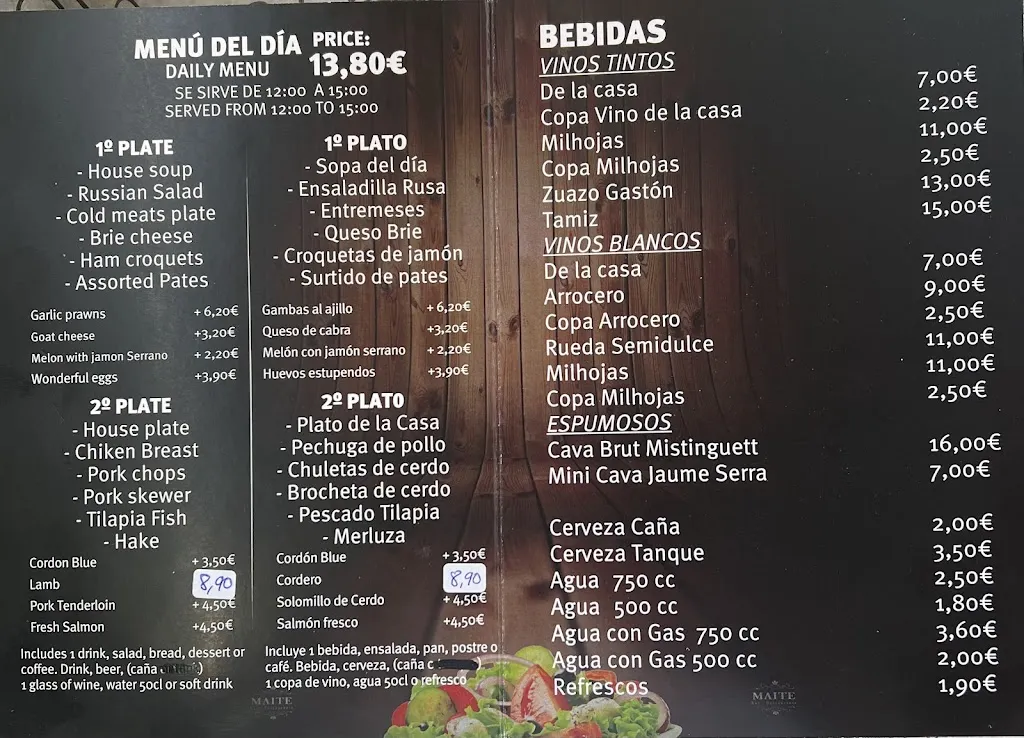 MENÚ DEL DÍA PRICE:
DAILY MENU 13,80€
SE SIRVE DE 12:00 A 15:00
SERVED FROM 12:00 TO 15:00
1º PLATE
- House soup
- Russian Salad
- Cold meats plate
- Brie cheese
- Ham croquets
- Assorted Pates
Garlic prawns + 6,20€
Goat cheese +3,20€
Melon with jamon Serrano + 2,20€
Wonderful eggs +3,90€
2º PLATE
- House plate
- Chiken Breast
- Pork chops
- Pork skewer
- Tilapia Fish
- Hake
Cordon Blue + 3,50€
Lamb 8,90
Pork Tenderloin + 4,50€
Fresh Salmon +4,50€
Includes 1 drink, salad, bread, dessert or
coffee. Drink, beer, (caña )
1 glass of wine, water 50cl or soft drink
1º PLATO
- Sopa del día
- Ensaladilla Rusa
- Entremeses
- Queso Brie
- Croquetas de jamón
- Surtido de pates
Gambas al ajillo + 6,20€
Queso de cabra +3,20€
Melón con jamón serrano + 2,20€
Huevos estupendos +3,90€
2º PLATO
- Plato de la Casa
- Pechuga de pollo
- Chuletas de cerdo
- Brocheta de cerdo
- Pescado Tilapia
- Merluza
Cordón Blue + 3,50€
Cordero 8,90
Solomillo de Cerdo + 4,50€
Salmón fresco +4,50€
Incluye 1 bebida, ensalada, pan, postre o
café. Bebida, cerveza, (caña )
1 copa de vino, agua 50cl o refresco
MAITE
BEBIDAS
VINOS TINTOS
De la casa 7,00€
Copa Vino de la casa 2,20€
Milhojas 11,00€
Copa Milhojas 2,50€
Zuazo Gastón 13,00€
Tamiz 15,00€
VINOS BLANCOS
De la casa 7,00€
Arrocero 9,00€
Copa Arrocero 2,50€
Rueda Semidulce 11,00€
Milhojas 11,00€
Copa Milhojas 2,50€
ESPUMOSOS
Cava Brut Mistinguett 16,00€
Mini Cava Jaume Serra 7,00€
Cerveza Caña 2,00€
Cerveza Tanque 3,50€
Agua 750 cc 2,50€
Agua 500 cc 1,80€
Agua con Gas 750 cc 3,60€
Agua con Gas 500 cc 2,00€
Refrescos 1,90€
MAITE